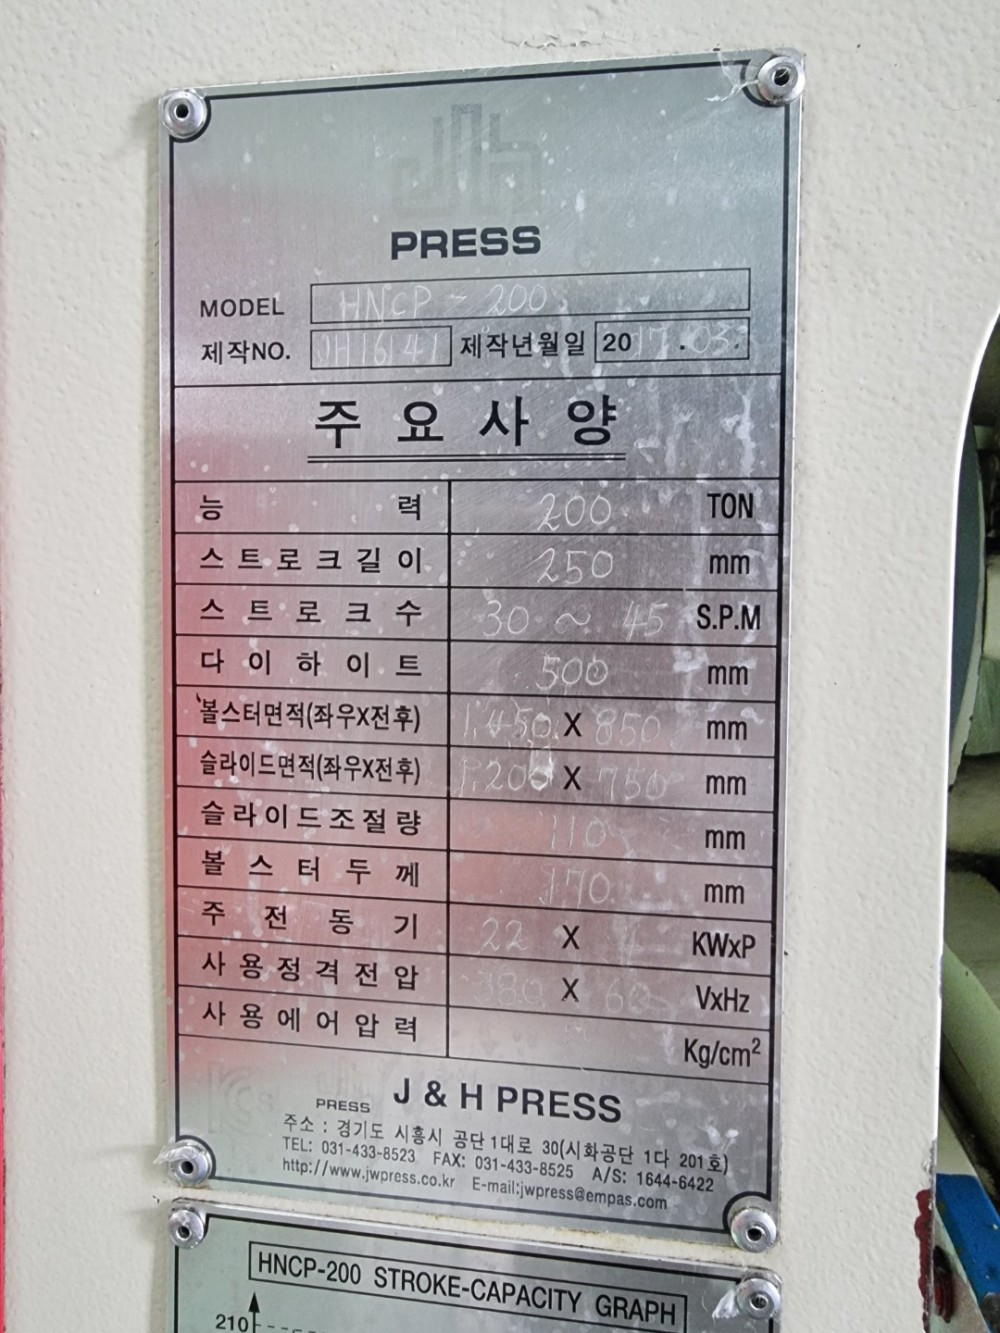 PRESS
MODEL HNCP - 200
제작NO. JH16141 제작년월일 20 17 . 03.
주요사양
능력 200 TON
스트로크길이 250 mm
스트로크수 30 ~ 45 S.P.M
다이하이트 500 mm
볼스터면적(좌우X전후) 1,450 X 850 mm
슬라이드면적(좌우X전후) 1,200 X 750 mm
슬라이드조절량 110 mm
볼스터두께 170 mm
주전동기 22 X KWxP
사용정격전압 380 X 60 VxHz
사용에어압력 Kg/cm²
PRESS J & H PRESS
주소 : 경기도 시흥시 공단1대로 30(시화공단 1다 201호)
TEL: 031-433-8523 FAX: 031-433-8525 A/S: 1644-6422
http://www.jwpress.co.kr E-mail:jwpress@empas.com
HNCP-200 STROKE-CAPACITY GRAPH
210